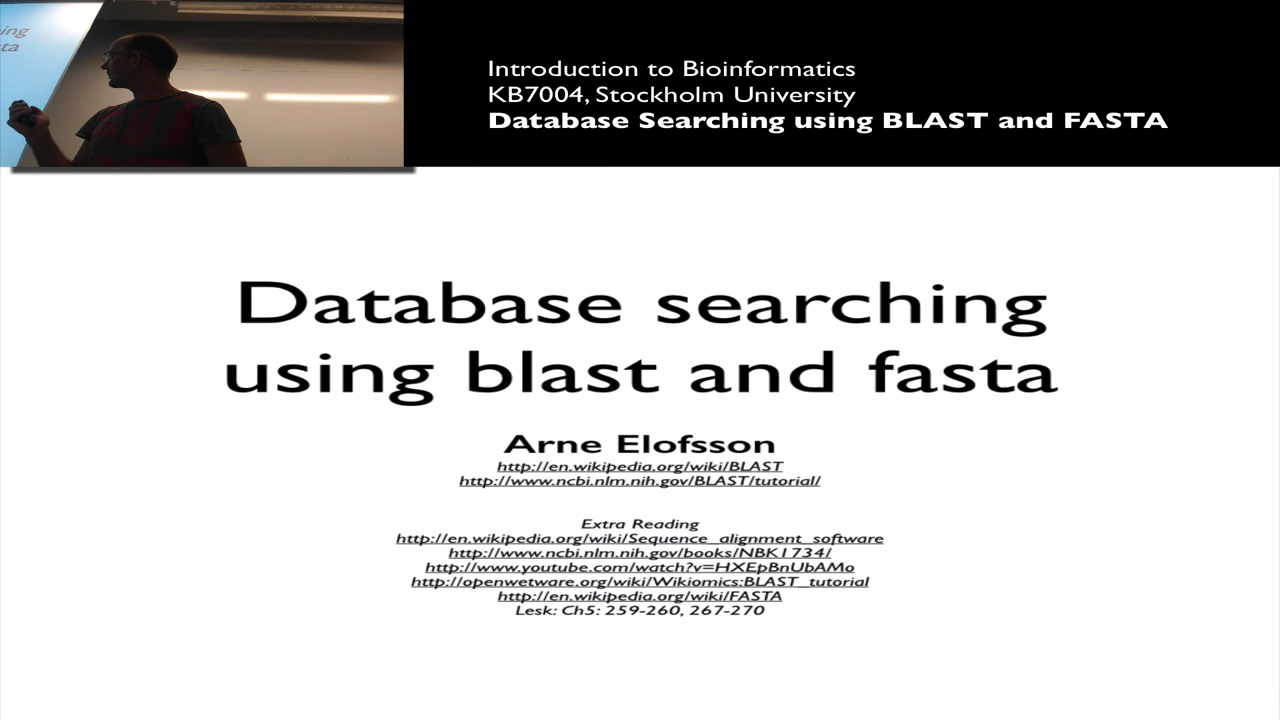 ing
ta
Introduction to Bioinformatics
KB7004, Stockholm University
Database Searching using BLAST and FASTA
Database searching
using blast and fasta
Arne Elofsson
http://en.wikipedia.org/wiki/BLAST
http://www.ncbi.nlm.nih.gov/BLAST/tutorial/
Extra Reading
http://en.wikipedia.org/wiki/Sequence_alignment_software
http://www.ncbi.nlm.nih.gov/books/NBK1734/
http://www.youtube.com/watch?v=HXEpBnUbAMo
http://openwetware.org/wiki/Wikiomics:BLAST_tutorial
http://en.wikipedia.org/wiki/FASTA
Lesk: Ch5: 259-260, 267-270